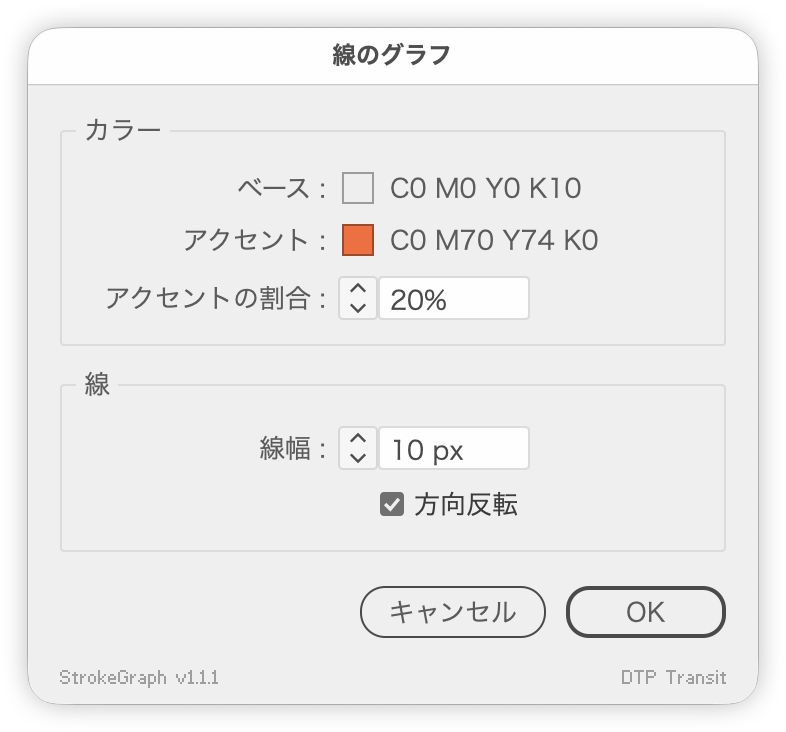 線のグラフ
カラー
ベース : C0 M0 Y0 K10
アクセント : C0 M70 Y74 K0
アクセントの割合 : 20%
線
線幅 : 10 px
方向反転
キャンセル OK
StrokeGraph v1.1.1 DTP Transit